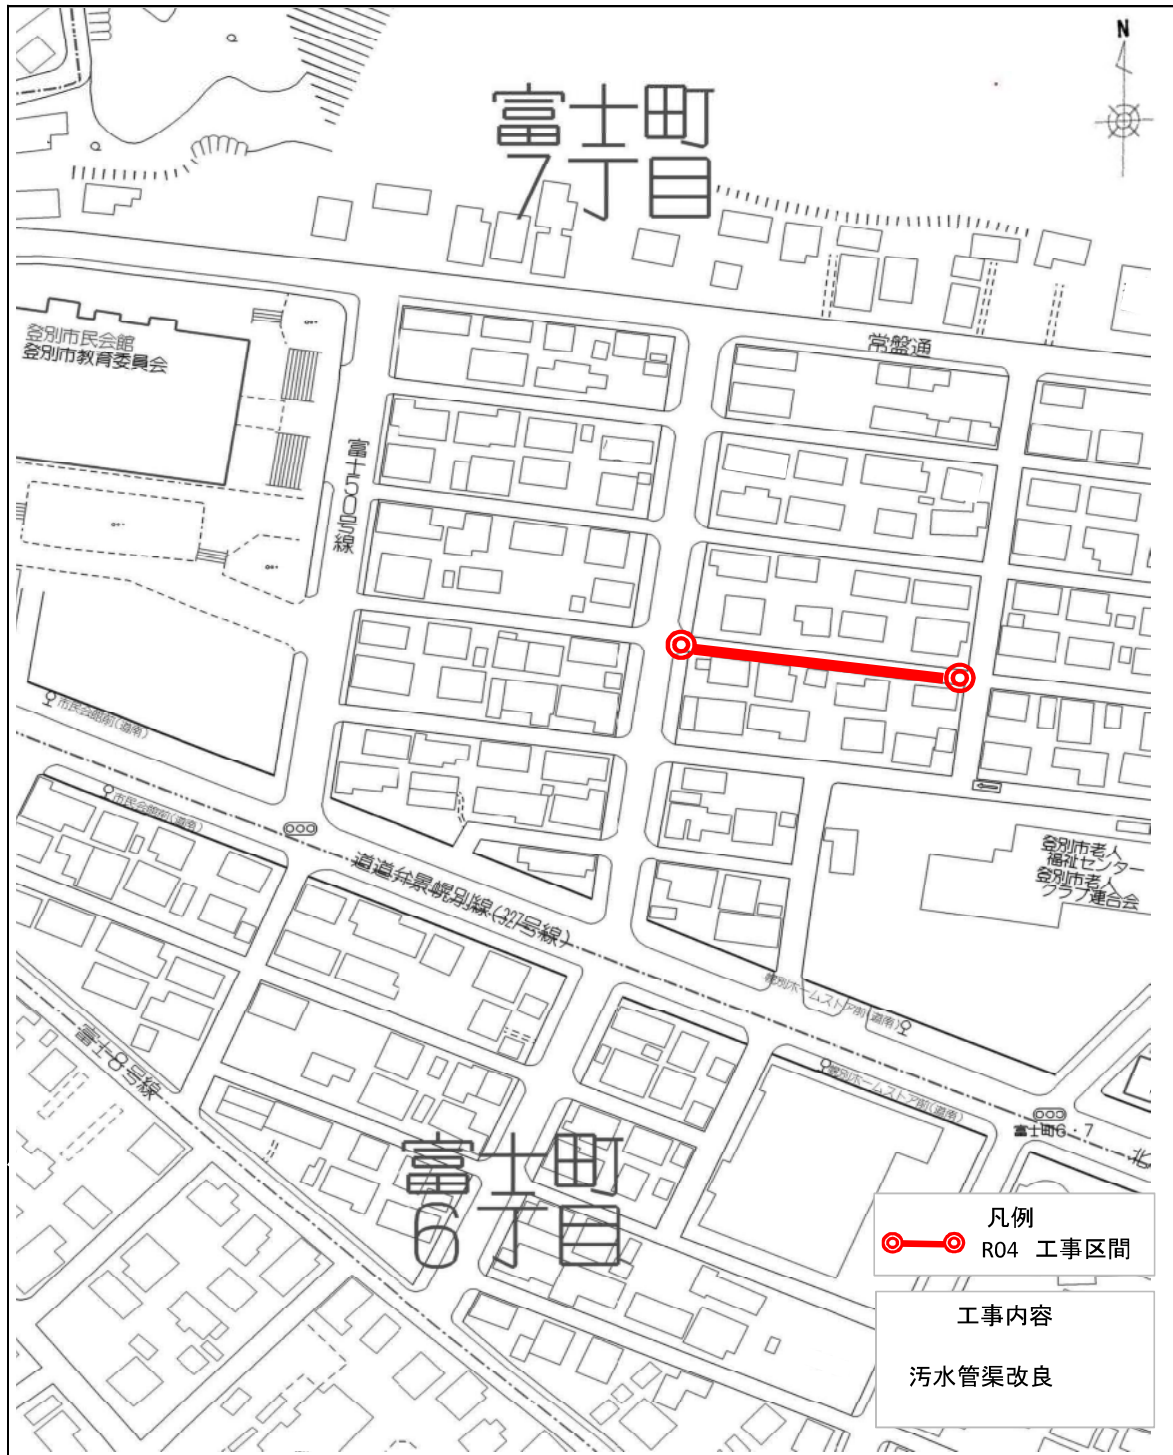 N
富士町
7丁目
常盤通
登別市民会館
登別市教育委員会
富士50号線
市民会館前(道南)
市民会館前(道南)
道道弁景幌別線(327号線)
登別市老人
福祉センター
登別市老人
クラブ連合会
幌別ホームストア前(道南)
幌別ホームストア前(道南)
富士町6・7
北
富士8号線
富士町
6丁目
凡例
R04 工事区間
工事内容
汚水管渠改良